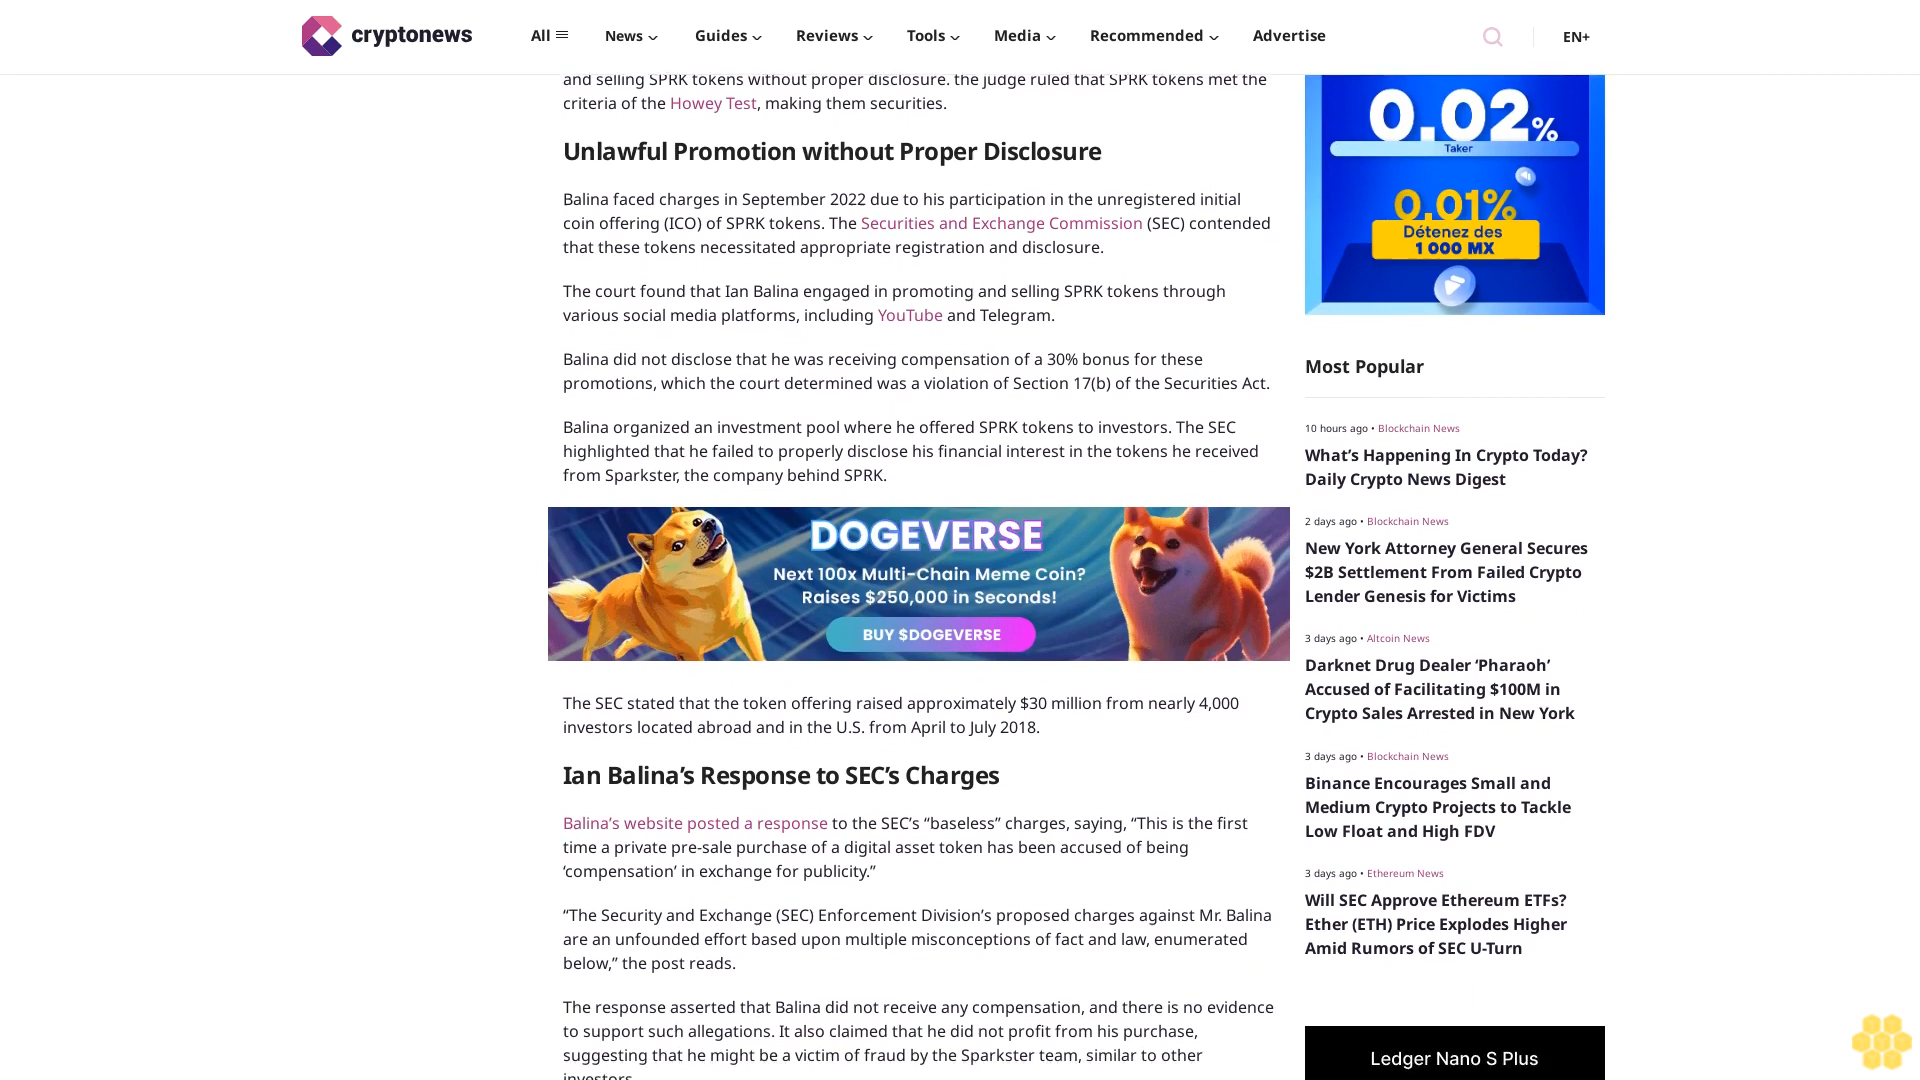 cryptonews
All
News
Guides
Reviews
Tools
Media
Recommended
Advertise
EN+
and selling SPRK tokens without proper disclosure. the judge ruled that SPRK tokens met the
criteria of the Howey Test, making them securities.
Unlawful Promotion without Proper Disclosure
Balina faced charges in September 2022 due to his participation in the unregistered initial
coin offering (ICO) of SPRK tokens. The Securities and Exchange Commission (SEC) contended
that these tokens necessitated appropriate registration and disclosure.
The court found that Ian Balina engaged in promoting and selling SPRK tokens through
various social media platforms, including YouTube and Telegram.
Balina did not disclose that he was receiving compensation of a 30% bonus for these
promotions, which the court determined was a violation of Section 17(b) of the Securities Act.
Balina organized an investment pool where he offered SPRK tokens to investors. The SEC
highlighted that he failed to properly disclose his financial interest in the tokens he received
from Sparkster, the company behind SPRK.
DOGEVERSE
Next 100x Multi-Chain Meme Coin?
Raises $250,000 in Seconds!
BUY $DOGEVERSE
The SEC stated that the token offering raised approximately $30 million from nearly 4,000
investors located abroad and in the U.S. from April to July 2018.
Ian Balina’s Response to SEC’s Charges
Balina’s website posted a response to the SEC’s “baseless” charges, saying, “This is the first
time a private pre-sale purchase of a digital asset token has been accused of being
‘compensation’ in exchange for publicity.”
“The Security and Exchange (SEC) Enforcement Division’s proposed charges against Mr. Balina
are an unfounded effort based upon multiple misconceptions of fact and law, enumerated
below,” the post reads.
The response asserted that Balina did not receive any compensation, and there is no evidence
to support such allegations. It also claimed that he did not profit from his purchase,
suggesting that he might be a victim of fraud by the Sparkster team, similar to other
investors.
0.02%
Taker
0.01%
Détenez des
1 000 MX
Most Popular
10 hours ago • Blockchain News
What’s Happening In Crypto Today?
Daily Crypto News Digest
2 days ago • Blockchain News
New York Attorney General Secures
$2B Settlement From Failed Crypto
Lender Genesis for Victims
3 days ago • Altcoin News
Darknet Drug Dealer ‘Pharaoh’
Accused of Facilitating $100M in
Crypto Sales Arrested in New York
3 days ago • Blockchain News
Binance Encourages Small and
Medium Crypto Projects to Tackle
Low Float and High FDV
3 days ago • Ethereum News
Will SEC Approve Ethereum ETFs?
Ether (ETH) Price Explodes Higher
Amid Rumors of SEC U-Turn
Ledger Nano S Plus